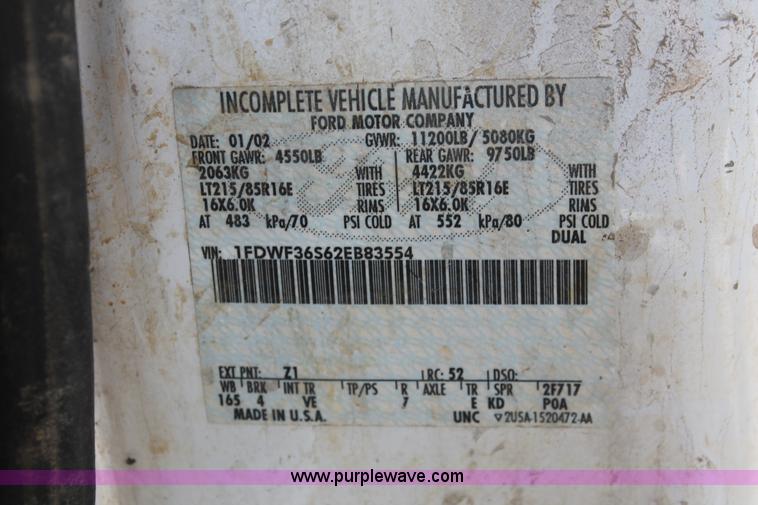 INCOMPLETE VEHICLE MANUFACTURED BY
FORD MOTOR COMPANY
DATE: 01/02 GVWR: 11200LB/ 5080KG
FRONT GAWR: 4550LB REAR GAWR: 9750LB
2063KG WITH 4422KG WITH
LT215/85R16E TIRES LT215/85R16E TIRES
16X6.0K RIMS 16X6.0K RIMS
AT 483 kPa/70 PSI COLD AT 552 kPa/80 PSI COLD
DUAL
VIN: 1FDWF36S62EB83554
EXT PNT: Z1 RC: 52 DSO:
WB BRK INT TR TP/PS R AXLE TR SPR 2F717
165 4 VE 7 E KD POA
MADE IN U.S.A. UNC ▽2U5A-1520472-AA
www.purplewave.com